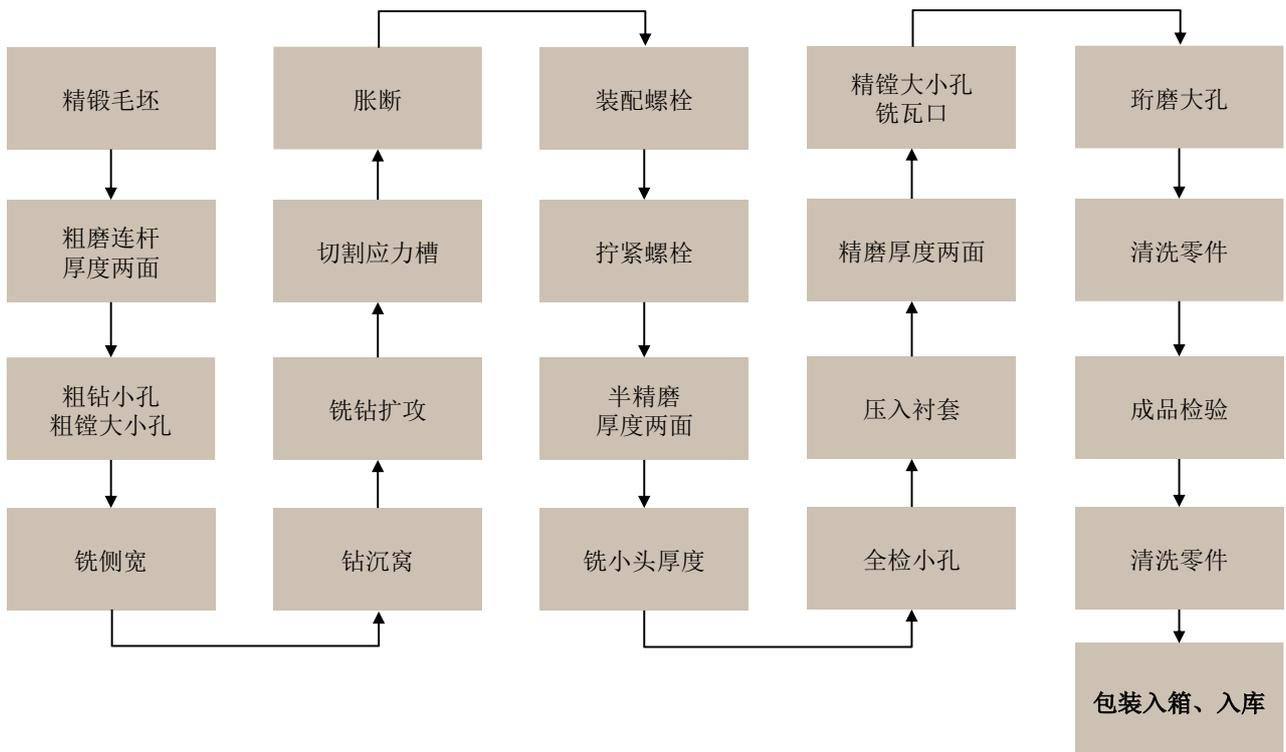 精锻毛坯
粗磨连杆
厚度两面
粗钻小孔
粗镗大小孔
铣侧宽
钻沉窝
铣钻扩攻
切割应力槽
胀断
装配螺栓
拧紧螺栓
半精磨
厚度两面
铣小头厚度
全检小孔
压入衬套
精磨厚度两面
精镗大小孔
铣瓦口
珩磨大孔
清洗零件
成品检验
清洗零件
包装入箱、入库